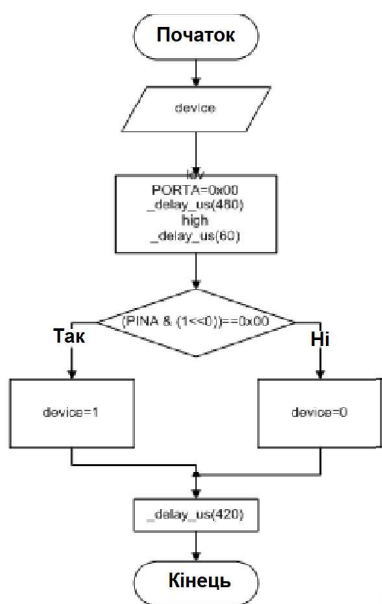 Початок
device
low
PORTA=0x00
_delay_us(480)
high
_delay_us(60)
(PINA & (1<<0))==0x00
Так
Ні
device=1
device=0
_delay_us(420)
Кінець